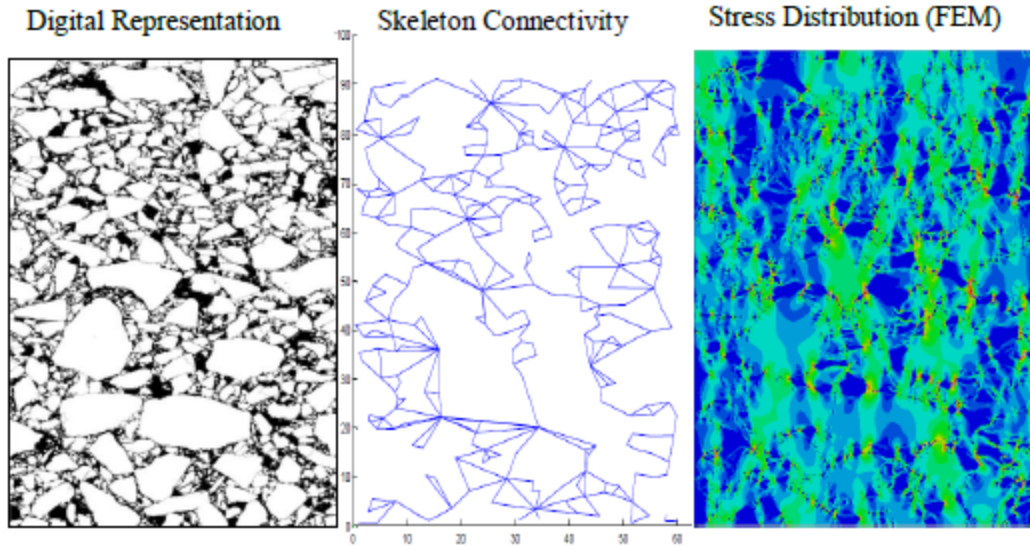 Digital Representation
Skeleton Connectivity
Stress Distribution (FEM)
100
90
80
70
60
50
40
30
20
10
0
0 10 20 30 40 50 60